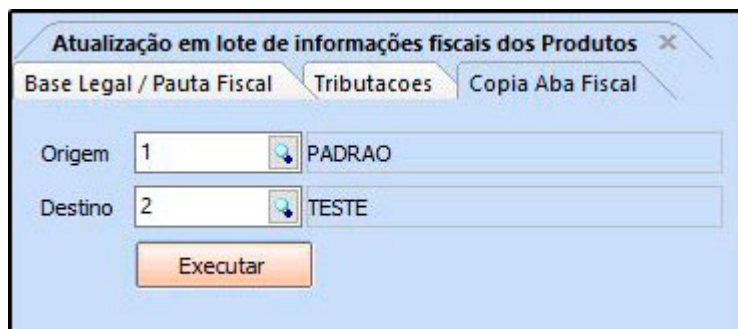 Atualização em lote de informações fiscais dos Produtos
Base Legal / Pauta Fiscal Tributacoes Copia Aba Fiscal
Origem 1 PADRAO
Destino 2 TESTE
Executar